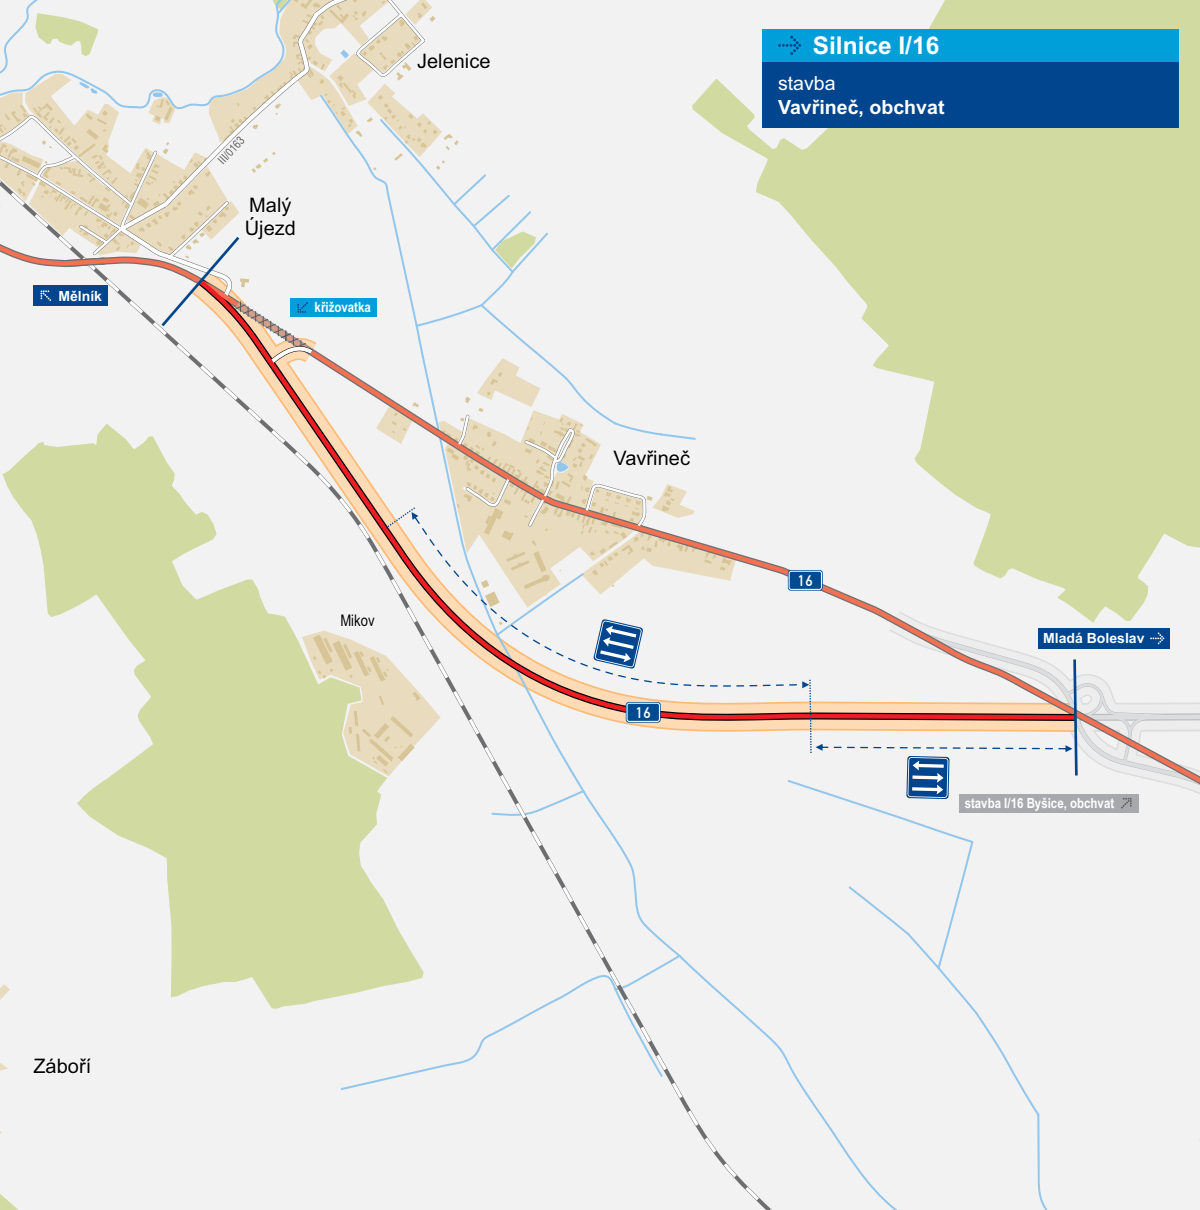 Silnice I/16
stavba
Vavřineč, obchvat
Jelenice
III/0163
Malý
Újezd
Mělník
křižovatka
Vavřineč
16
Mikov
Mladá Boleslav
16
stavba I/16 Byšice, obchvat
Záboří